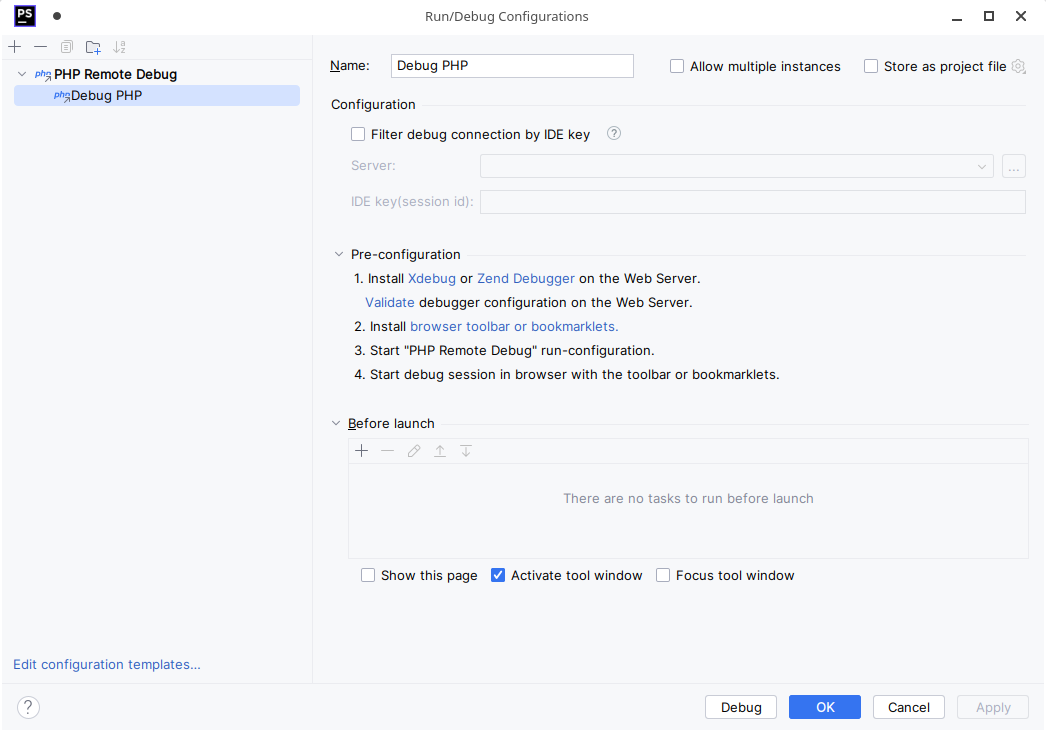 PS
Run/Debug Configurations
php PHP Remote Debug
php Debug PHP
Name: Debug PHP
Allow multiple instances
Store as project file
Configuration
Filter debug connection by IDE key ?
Server: ...
IDE key(session id):
Pre-configuration
1. Install Xdebug or Zend Debugger on the Web Server.
Validate debugger configuration on the Web Server.
2. Install browser toolbar or bookmarklets.
3. Start "PHP Remote Debug" run-configuration.
4. Start debug session in browser with the toolbar or bookmarklets.
Before launch
There are no tasks to run before launch
Show this page Activate tool window Focus tool window
Edit configuration templates...
? Debug OK Cancel Apply